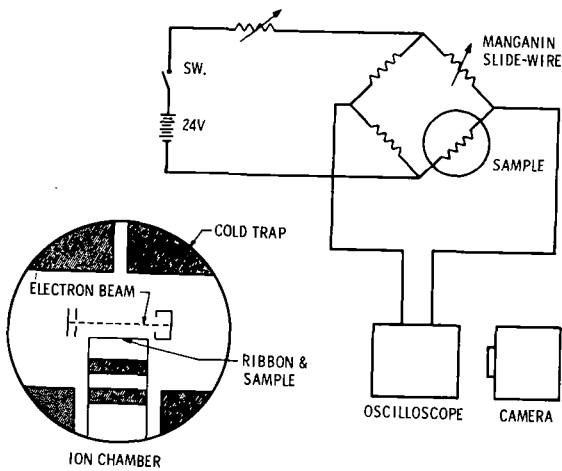 SW.
24V
MANGANIN
SLIDE-WIRE
SAMPLE
COLD TRAP
ELECTRON BEAM
RIBBON &
SAMPLE
ION CHAMBER
OSCILLOSCOPE
CAMERA